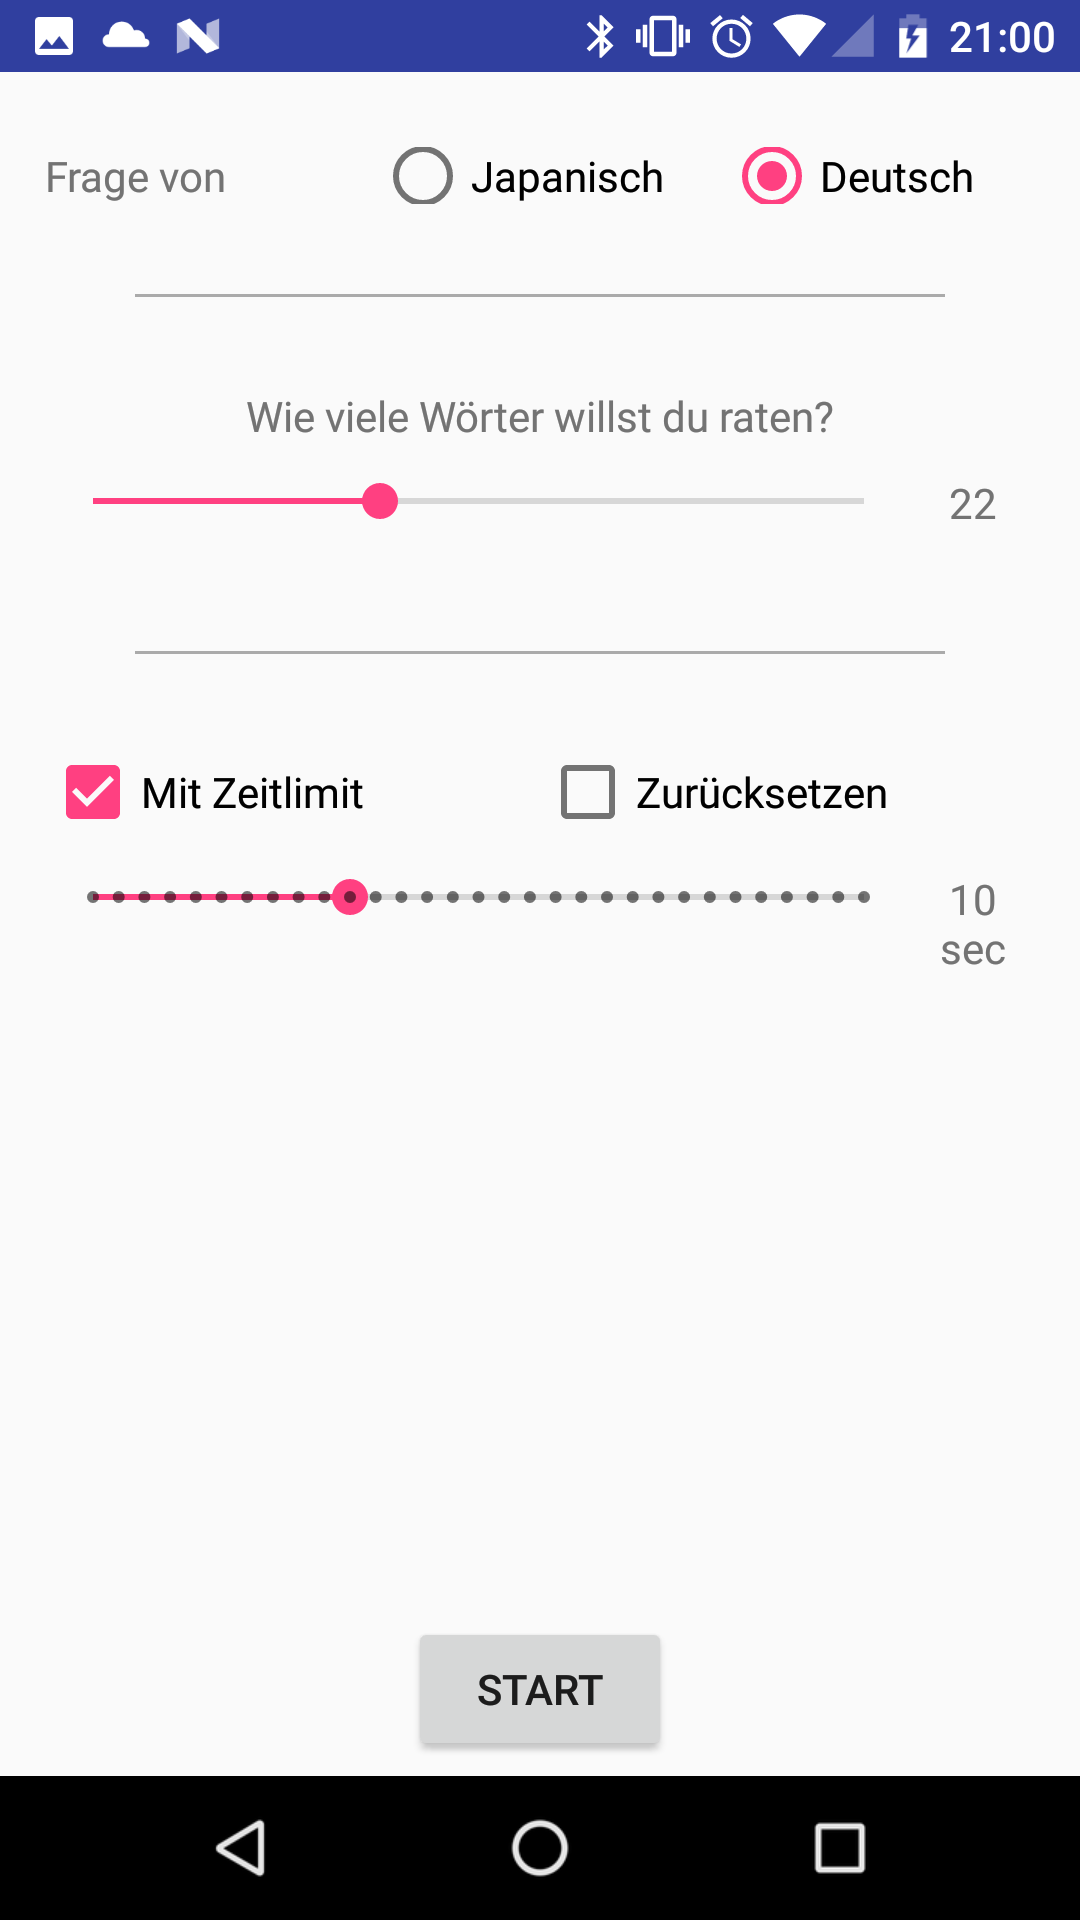 21:00
Frage von Japanisch Deutsch
Wie viele Wörter willst du raten?
22
Mit Zeitlimit Zurücksetzen
10
sec
START